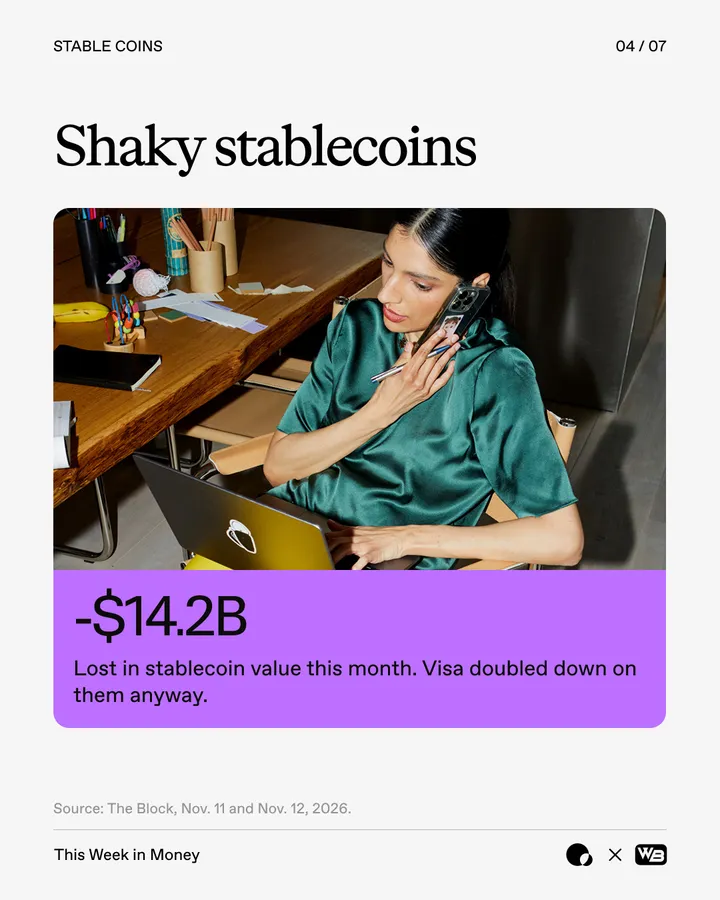 STABLE COINS
04 / 07
Shaky stablecoins
-$14.2B
Lost in stablecoin value this month. Visa doubled down on
them anyway.
Source: The Block, Nov. 11 and Nov. 12, 2026.
This Week in Money
WB